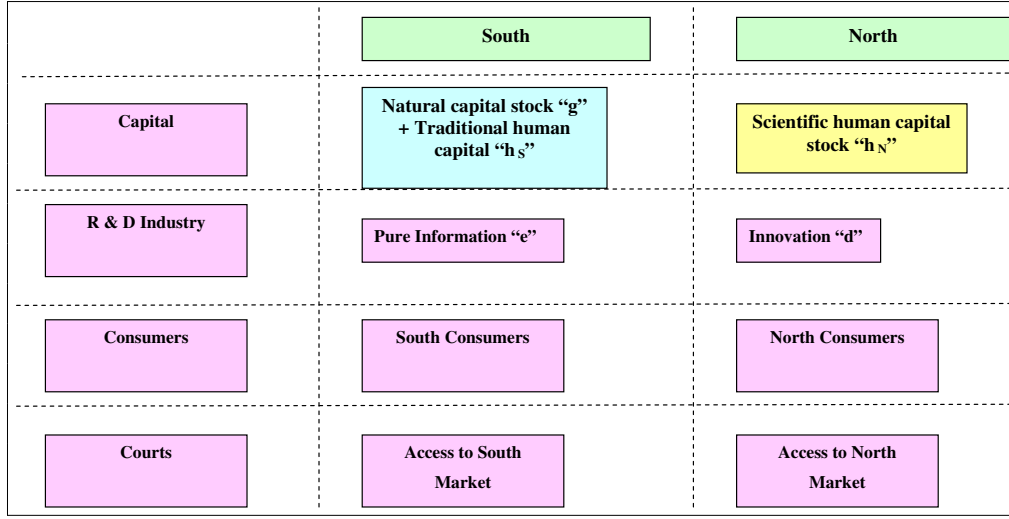 South
North
Capital
Natural capital stock “g”
+ Traditional human
capital “h S”
Scientific human capital
stock “h N”
R & D Industry
Pure Information “e”
Innovation “d”
Consumers
South Consumers
North Consumers
Courts
Access to South
Market
Access to North
Market